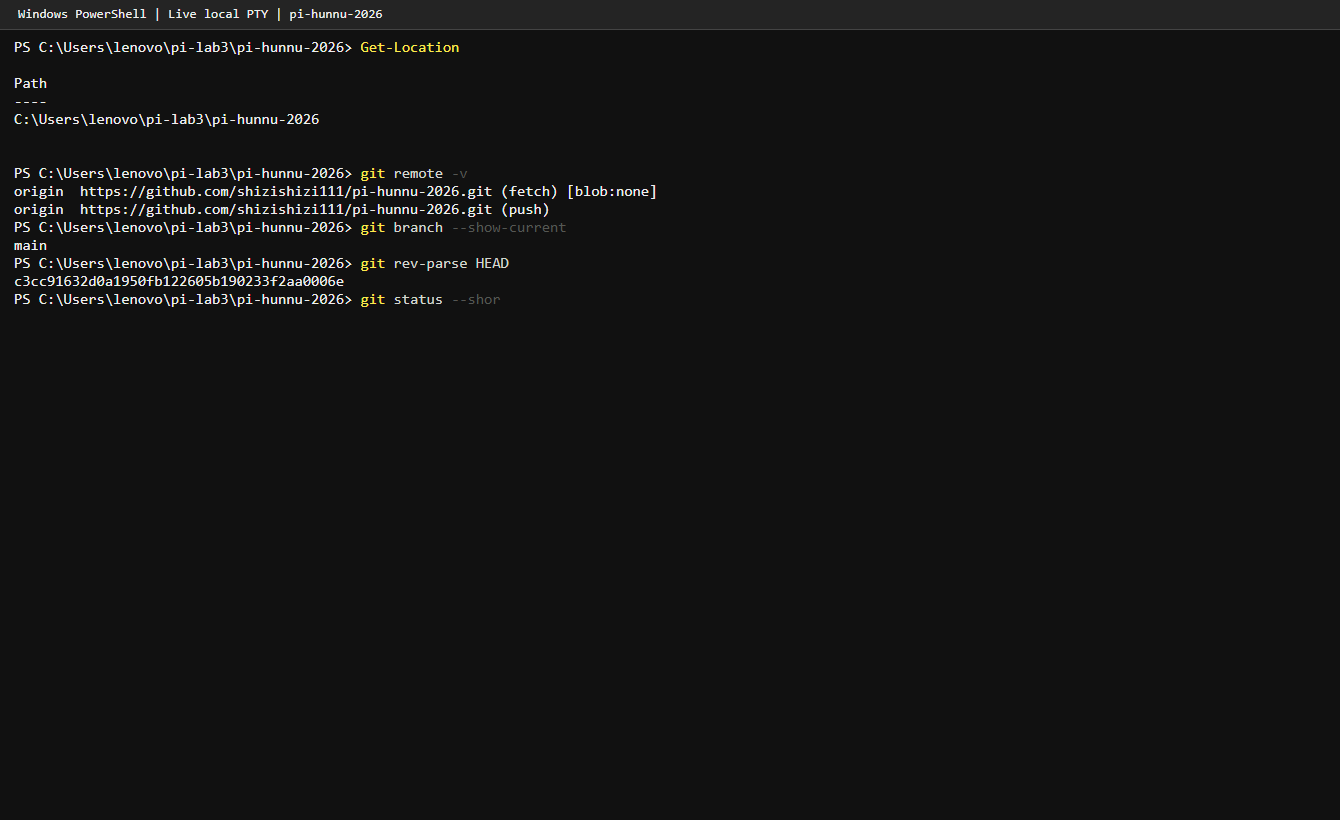 Windows PowerShell | Live local PTY | pi-hunnu-2026
PS C:\Users\lenovo\pi-lab3\pi-hunnu-2026> Get-Location
Path
----
C:\Users\lenovo\pi-lab3\pi-hunnu-2026
PS C:\Users\lenovo\pi-lab3\pi-hunnu-2026> git remote -v
origin  https://github.com/shizishizi111/pi-hunnu-2026.git (fetch) [blob:none]
origin  https://github.com/shizishizi111/pi-hunnu-2026.git (push)
PS C:\Users\lenovo\pi-lab3\pi-hunnu-2026> git branch --show-current
main
PS C:\Users\lenovo\pi-lab3\pi-hunnu-2026> git rev-parse HEAD
c3cc91632d0a1950fb122605b190233f2aa0006e
PS C:\Users\lenovo\pi-lab3\pi-hunnu-2026> git status --shor